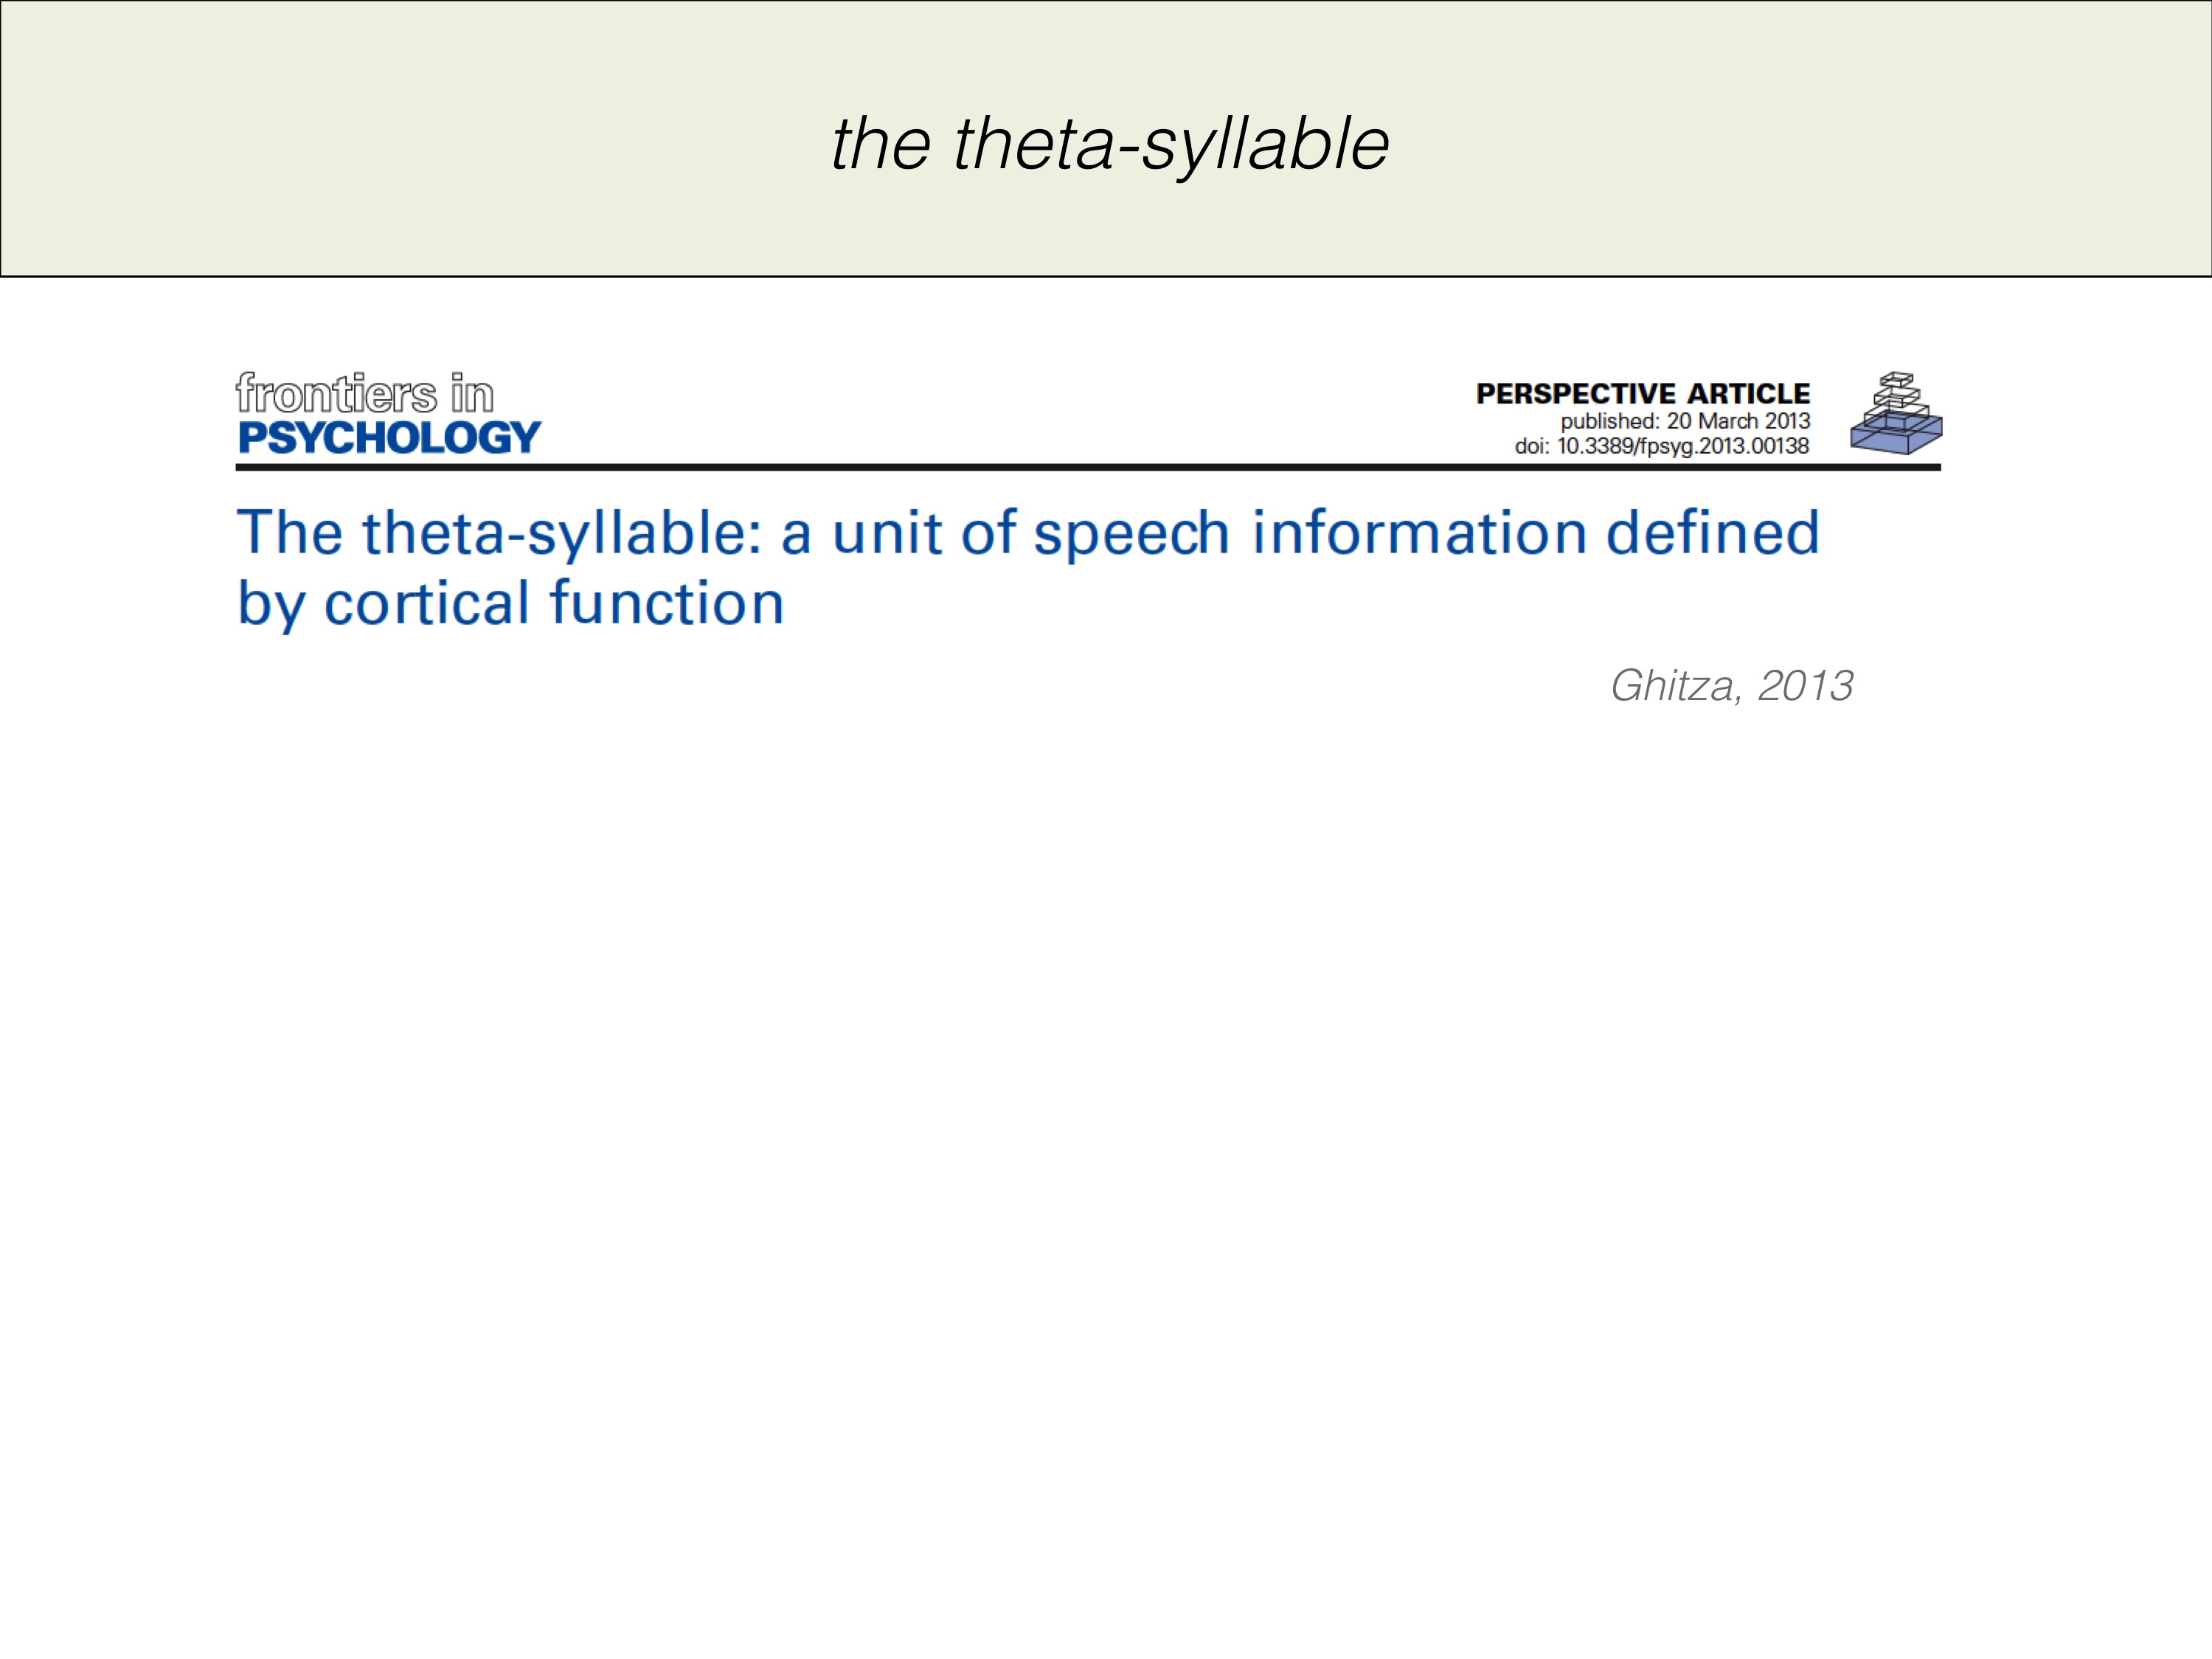 the theta-syllable
frontiers in
PSYCHOLOGY
PERSPECTIVE ARTICLE
published: 20 March 2013
doi: 10.3389/fpsyg.2013.00138
The theta-syllable: a unit of speech information defined
by cortical function
Ghitza, 2013